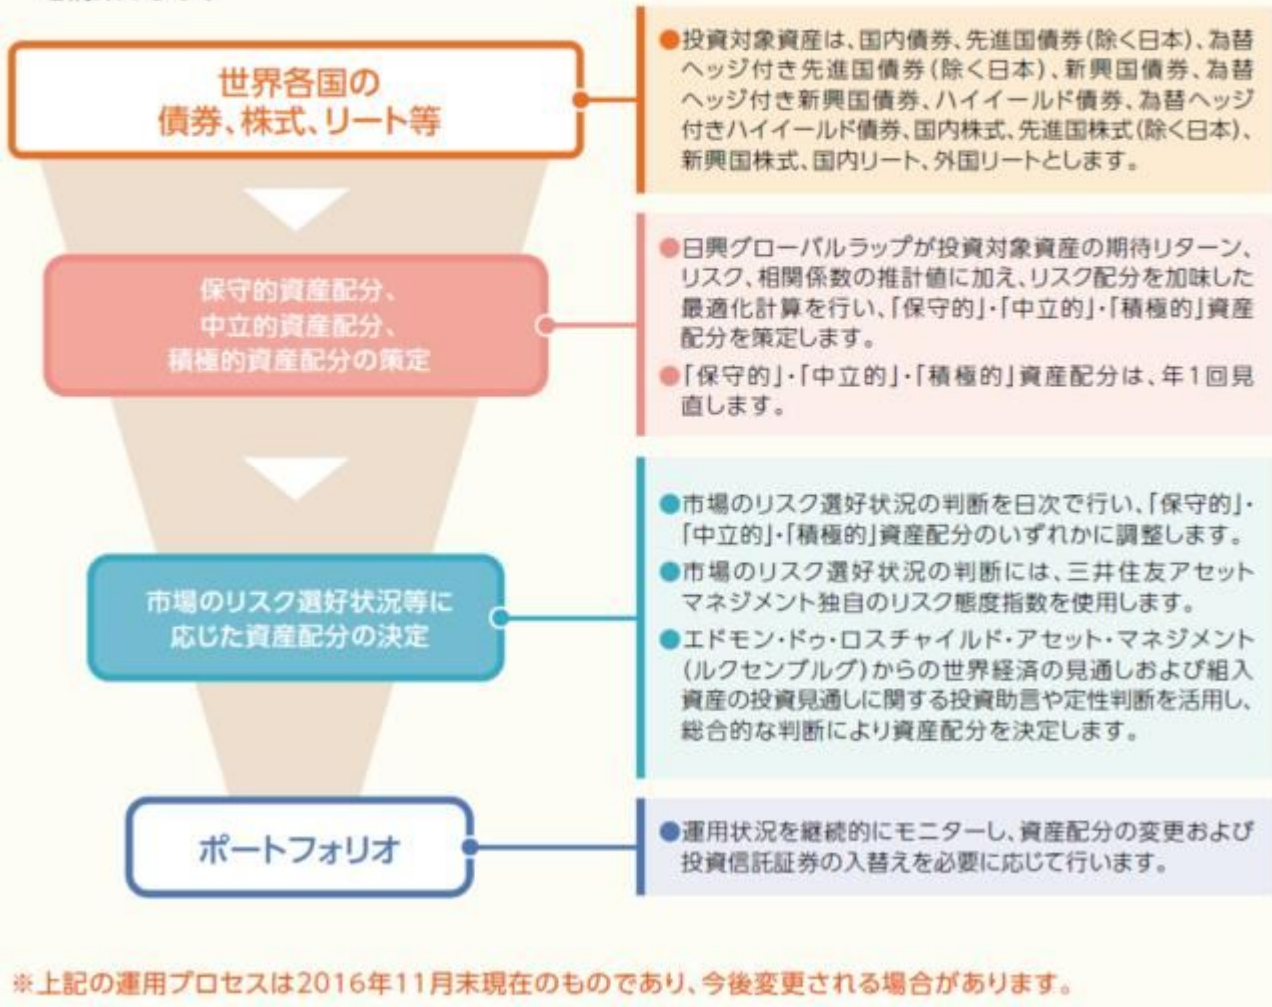 世界各国の
債券、株式、リート等
●投資対象資産は、国内債券、先進国債券(除く日本)、為替
ヘッジ付き先進国債券(除く日本)、新興国債券、為替
ヘッジ付き新興国債券、ハイイールド債券、為替ヘッジ
付きハイイールド債券、国内株式、先進国株式(除く日本)、
新興国株式、国内リート、外国リートとします。
保守的資産配分、
中立的資産配分、
積極的資産配分の策定
●日興グローバルラップが投資対象資産の期待リターン、
リスク、相関係数の推計値に加え、リスク配分を加味した
最適化計算を行い、「保守的」・「中立的」・「積極的」資産
配分を策定します。
●「保守的」・「中立的」・「積極的」資産配分は、年1回見
直します。
市場のリスク選好状況等に
応じた資産配分の決定
●市場のリスク選好状況の判断を日次で行い、「保守的」・
「中立的」・「積極的」資産配分のいずれかに調整します。
●市場のリスク選好状況の判断には、三井住友アセット
マネジメント独自のリスク態度指数を使用します。
●エドモン・ドゥ・ロスチャイルド・アセット・マネジメント
(ルクセンブルグ)からの世界経済の見通しおよび組入
資産の投資見通しに関する投資助言や定性判断を活用し、
総合的な判断により資産配分を決定します。
ポートフォリオ
●運用状況を継続的にモニターし、資産配分の変更および
投資信託証券の入替えを必要に応じて行います。
※上記の運用プロセスは2016年11月末現在のものであり、今後変更される場合があります。